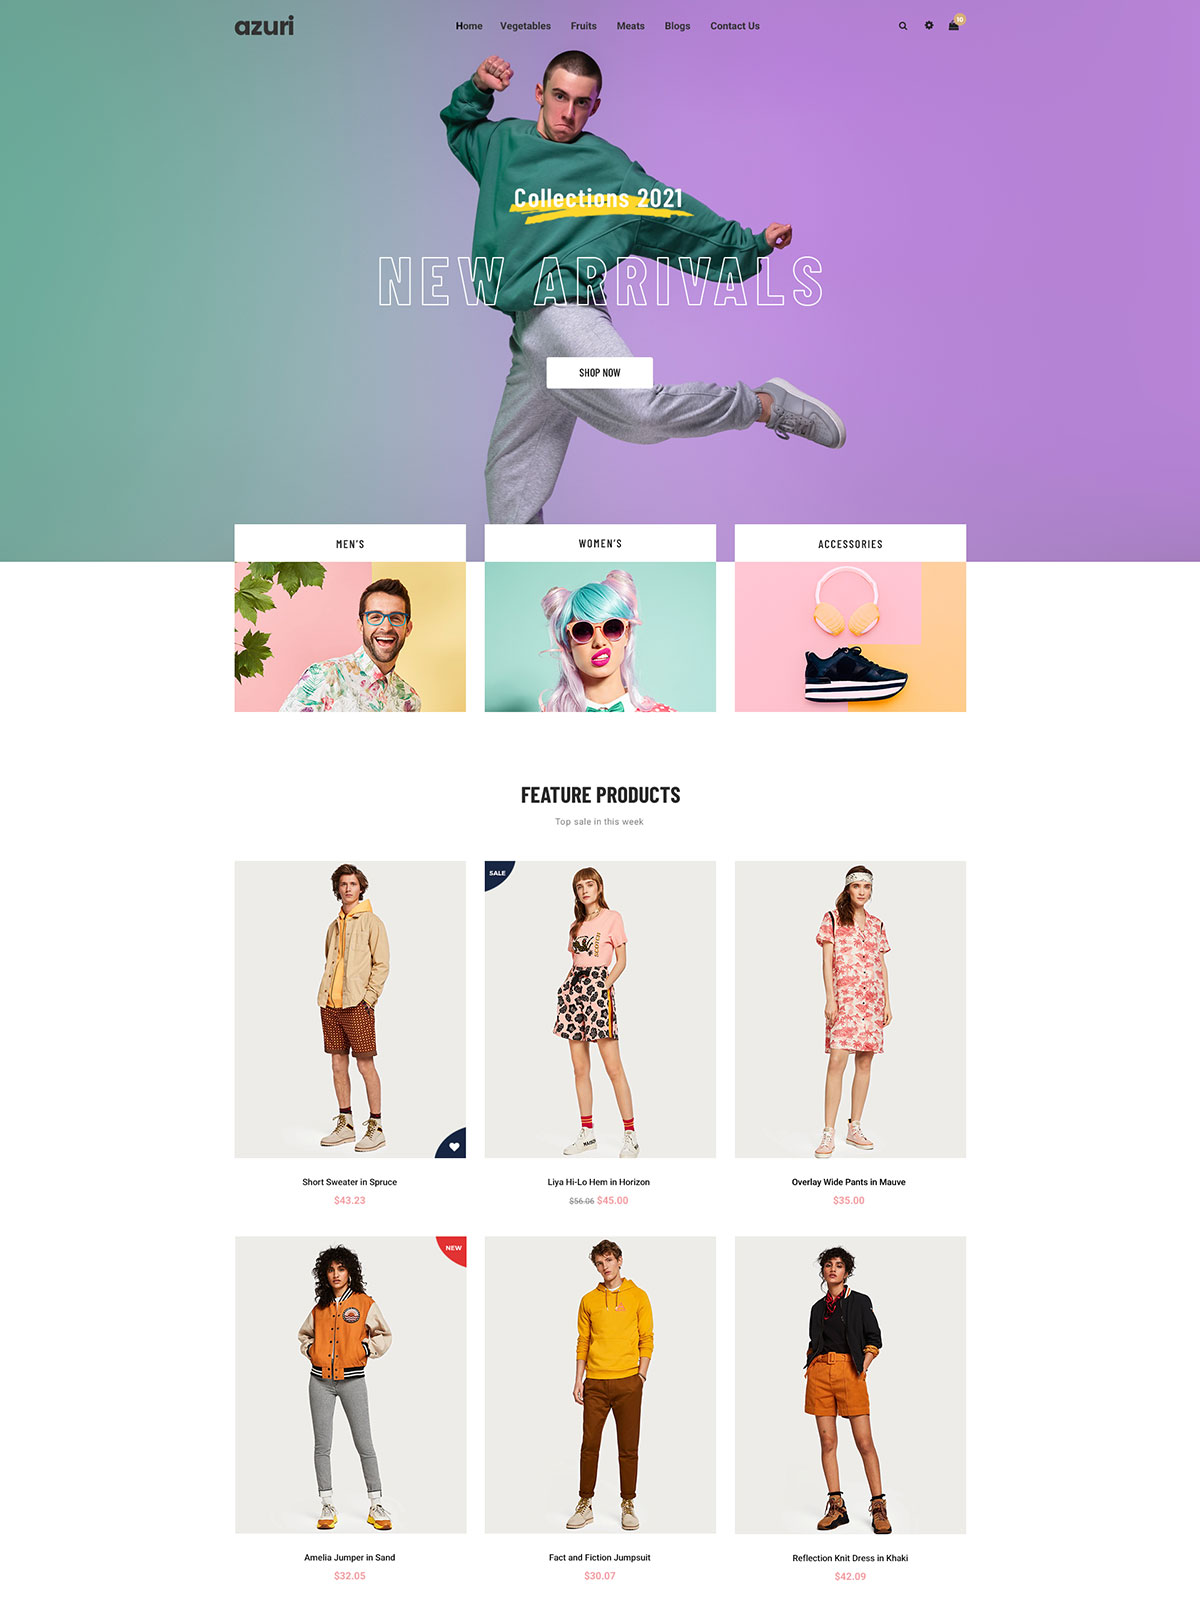 azuri
Home Vegetables Fruits Meats Blogs Contact Us
10
Collections 2021
NEW ARRIVALS
SHOP NOW
MEN'S
WOMEN'S
ACCESSORIES
FEATURE PRODUCTS
Top sale in this week
SALE
SCOTCH
Short Sweater in Spruce
$43.23
Liya Hi-Lo Hem in Horizon
$56.06 $45.00
Overlay Wide Pants in Mauve
$35.00
NEW
Amelia Jumper in Sand
$32.05
Fact and Fiction Jumpsuit
$30.07
Reflection Knit Dress in Khaki
$42.09